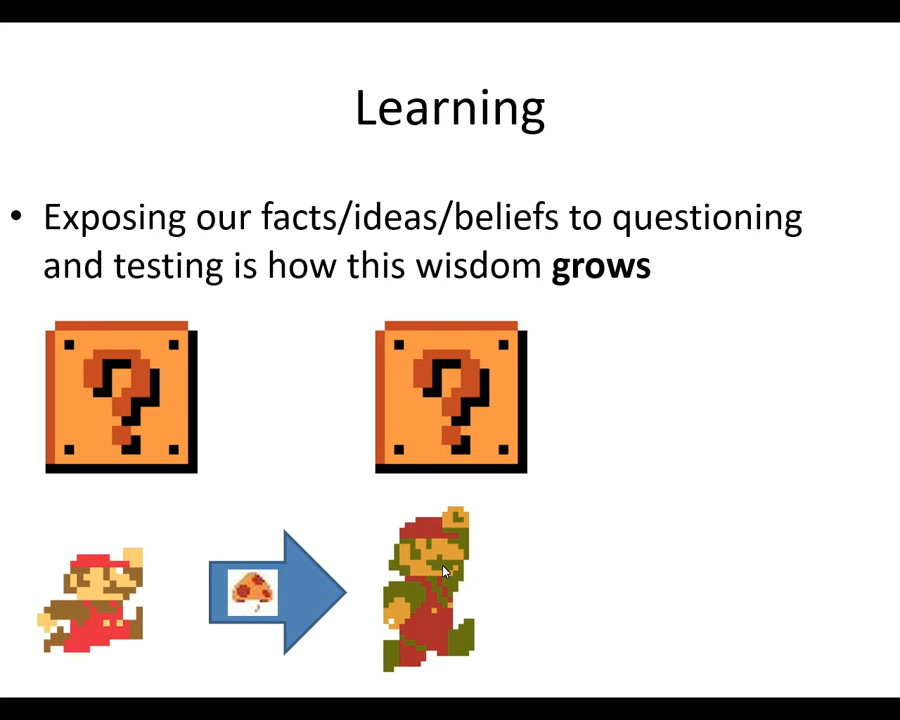 Learning
• Exposing our facts/ideas/beliefs to questioning
and testing is how this wisdom grows
? ?